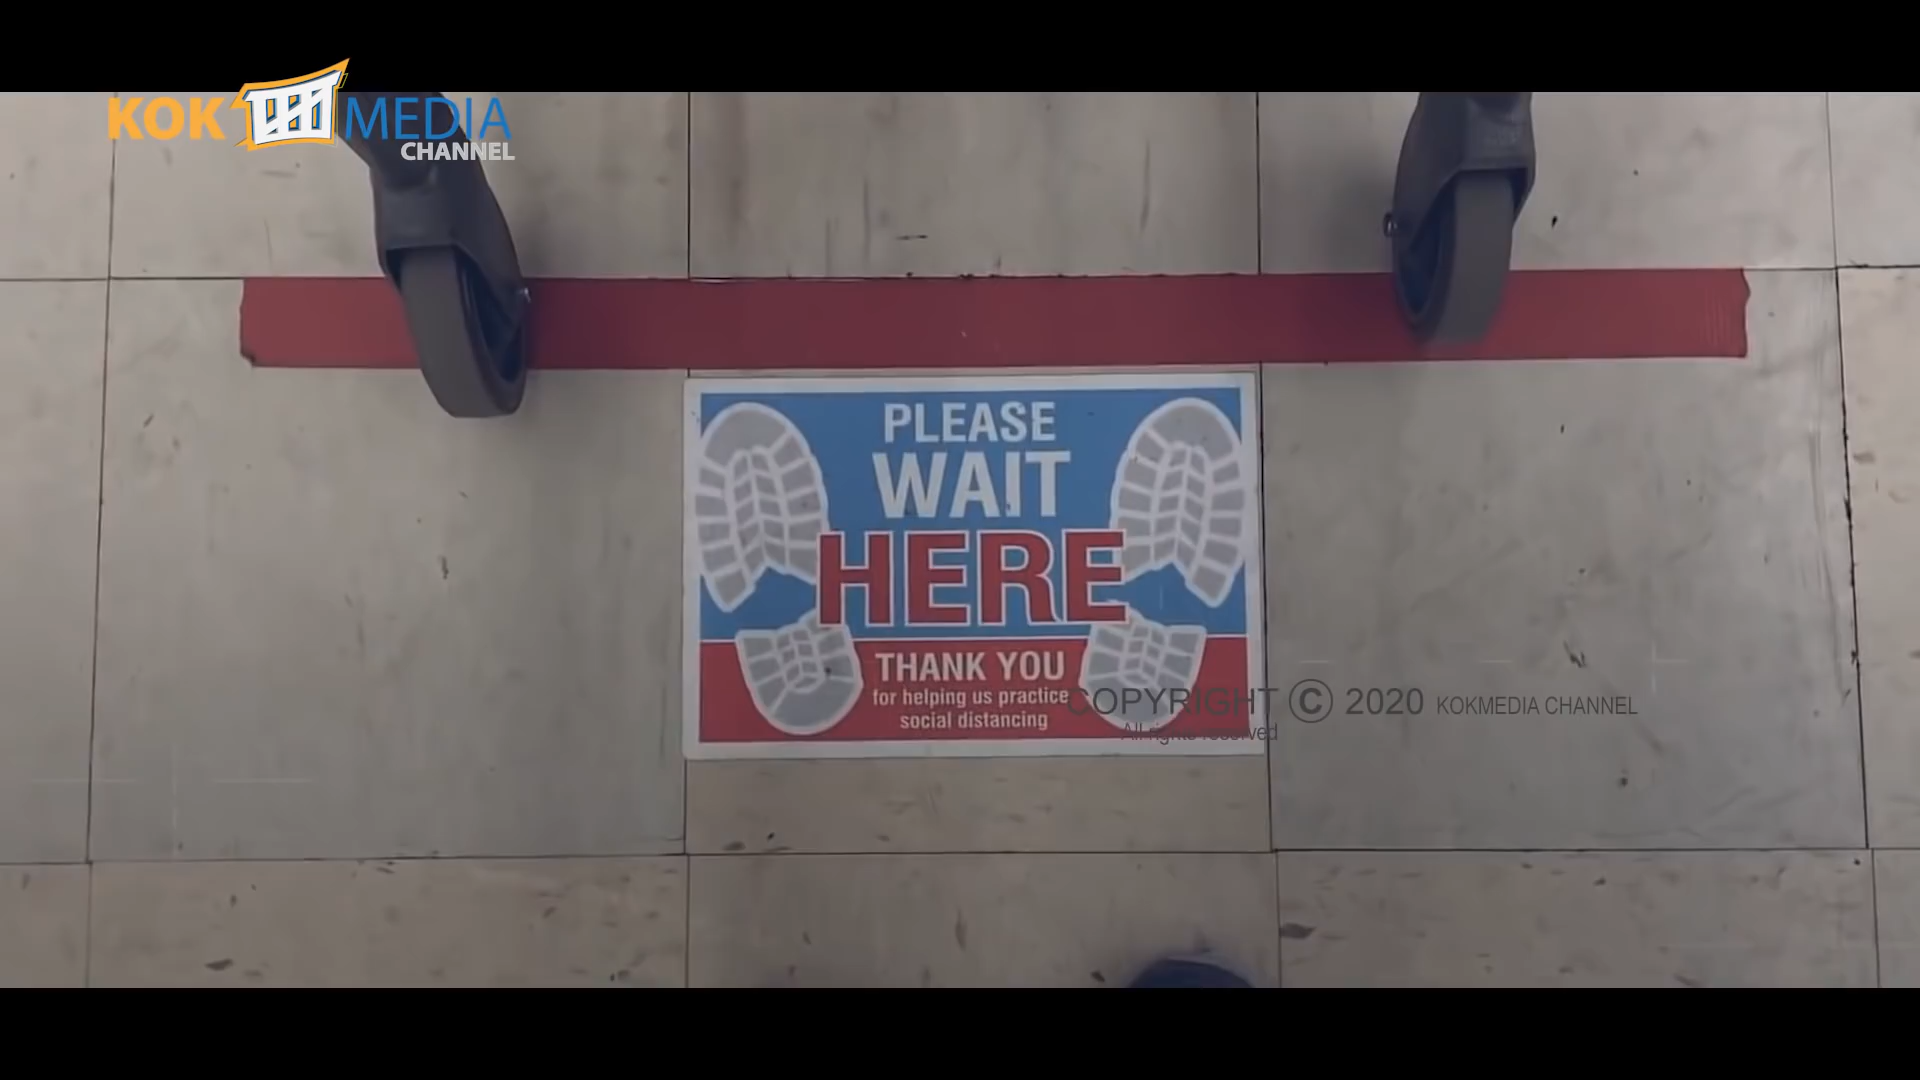 KOK MEDIA
CHANNEL
PLEASE
WAIT
HERE
THANK YOU
for helping us practice
social distancing
COPYRIGHT © 2020 KOKMEDIA CHANNEL
All rights reserved